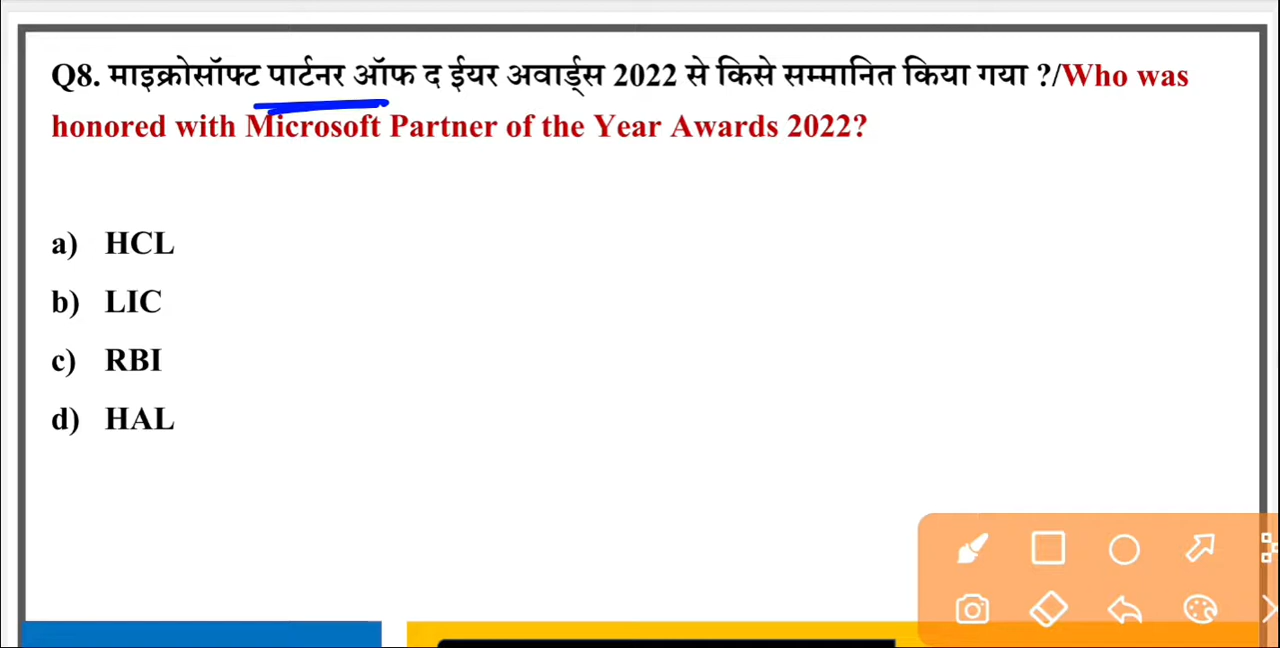 Q8. माइक्रोसॉफ्ट पार्टनर ऑफ द ईयर अवार्ड्स 2022 से किसे सम्मानित किया गया ?/Who was
honored with Microsoft Partner of the Year Awards 2022?
a) HCL
b) LIC
c) RBI
d) HAL